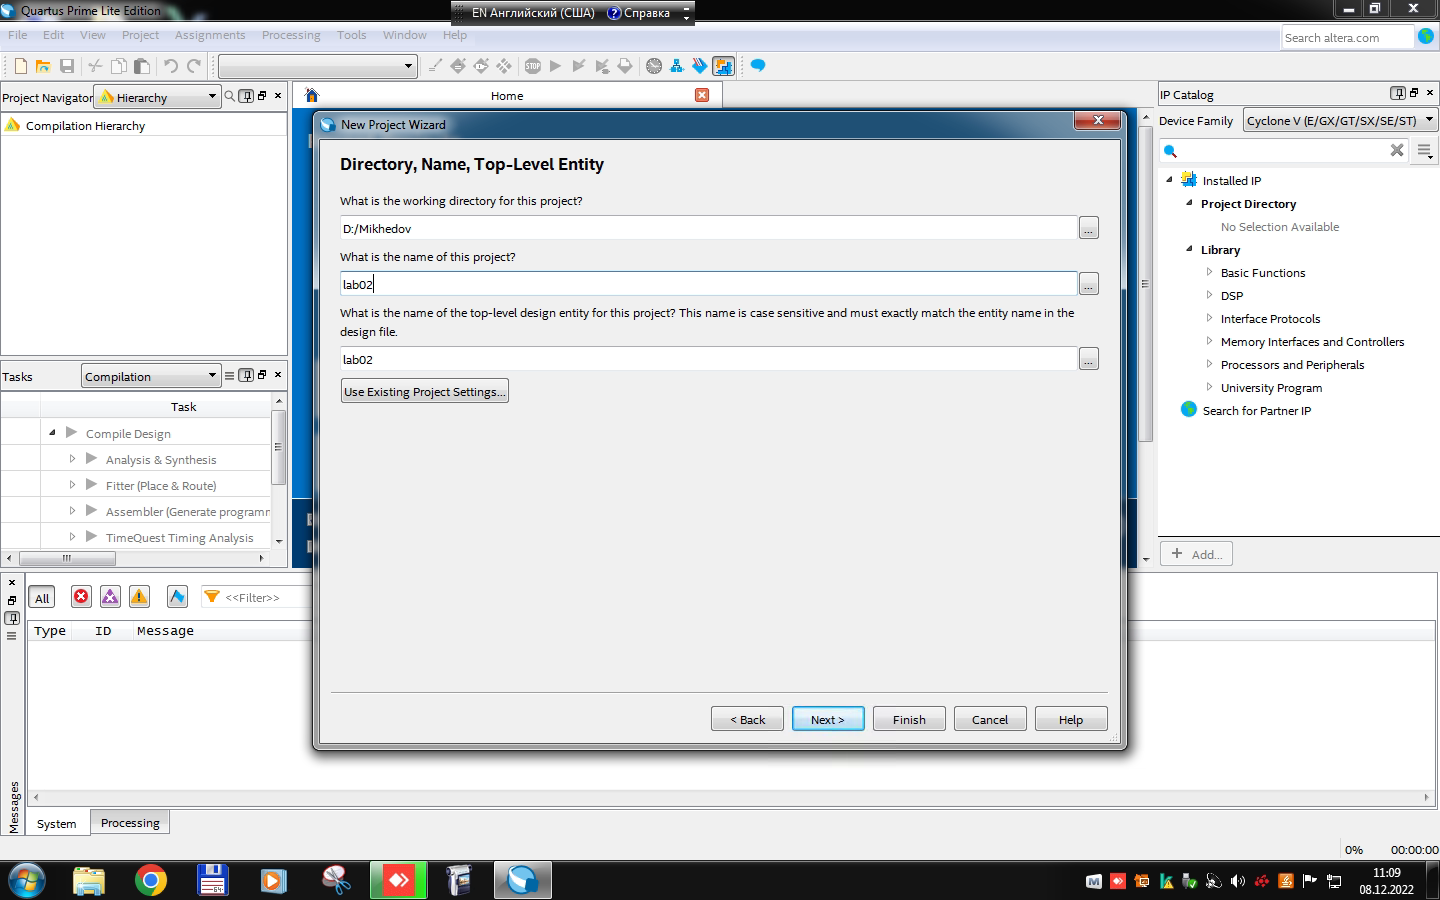 Quartus Prime Lite Edition
EN Английский (США) Справка
File Edit View Project Assignments Processing Tools Window Help
Search altera.com
STOP
Project Navigator Hierarchy
Home
IP Catalog
Compilation Hierarchy
Device Family Cyclone V (E/GX/GT/SX/SE/ST)
New Project Wizard
Directory, Name, Top-Level Entity
What is the working directory for this project?
D:/Mikhedov
...
What is the name of this project?
lab02
...
What is the name of the top-level design entity for this project? This name is case sensitive and must exactly match the entity name in the
design file.
lab02
...
Use Existing Project Settings...
< Back Next > Finish Cancel Help
Installed IP
Project Directory
No Selection Available
Library
Basic Functions
DSP
Interface Protocols
Memory Interfaces and Controllers
Processors and Peripherals
University Program
Search for Partner IP
Add...
Tasks Compilation
Task
Compile Design
Analysis & Synthesis
Fitter (Place & Route)
Assembler (Generate programm
TimeQuest Timing Analysis
All <<Filter>>
Type ID Message
Messages
System Processing
0% 00:00:00
64
11:09
08.12.2022